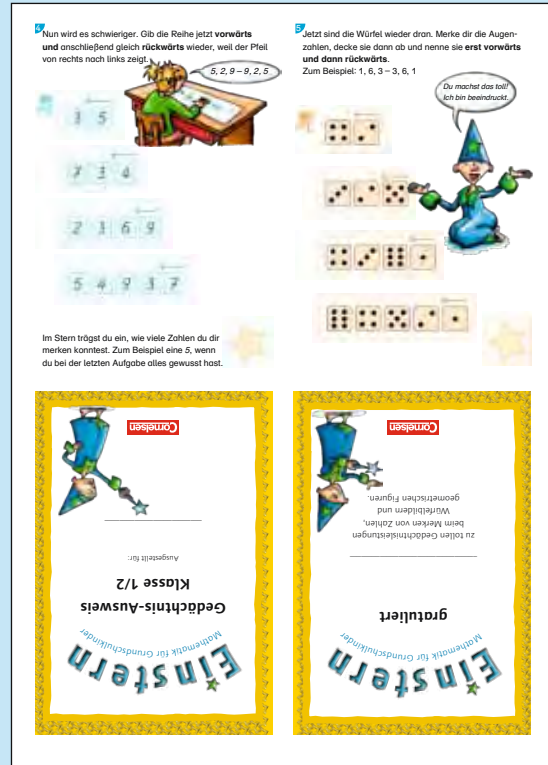 4
Nun wird es schwieriger. Gib die Reihe jetzt vorwärts
und anschließend gleich rückwärts wieder, weil der Pfeil
von rechts nach links zeigt.
5, 2, 9 – 9, 2, 5
3 5
7 3 4
2 3 6 9
5 4 9 3 7
Im Stern trägst du ein, wie viele Zahlen du dir
merken konntest. Zum Beispiel eine 5, wenn
du bei der letzten Aufgabe alles gewusst hast.
5
Jetzt sind die Würfel wieder dran. Merke dir die Augen-
zahlen, decke sie dann ab und nenne sie erst vorwärts
und dann rückwärts.
Zum Beispiel: 1, 6, 3 – 3, 6, 1
Du machst das toll!
Ich bin beeindruckt.
Einstern
Mathematik für Grundschulkinder
Gedächtnis-Ausweis
Klasse 1/2
Ausgestellt für:
Cornelsen
Einstern
Mathematik für Grundschulkinder
gratuliert
zu tollen Gedächtnisleistungen
beim Merken von Zahlen,
Würfelbildern und
geometrischen Figuren.
Cornelsen